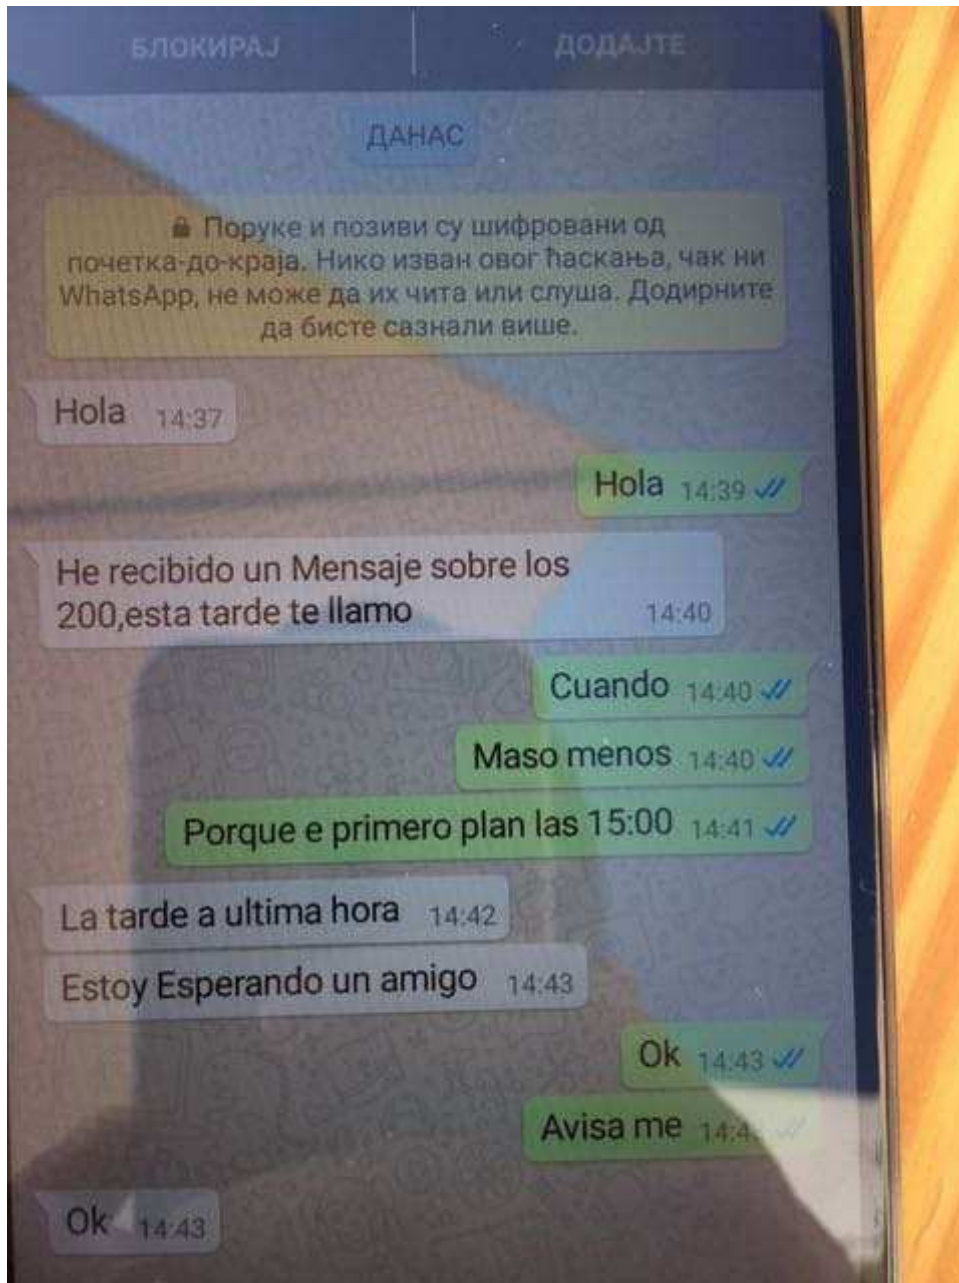 БЛОКИРАЈ
ДОДАЈТЕ
ДАНАС
Поруке и позиви су шифровани од
почетка-до-краја. Нико изван овог ћаскања, чак ни
WhatsApp, не може да их чита или слуша. Додирните
да бисте сазнали више.
Hola 14:37
Hola 14:39
He recibido un Mensaje sobre los
200,esta tarde te llamo 14:40
Cuando 14:40
Maso menos 14:40
Porque e primero plan las 15:00 14:41
La tarde a ultima hora 14:42
Estoy Esperando un amigo 14:43
Ok 14:43
Avisa me
Ok 14:43